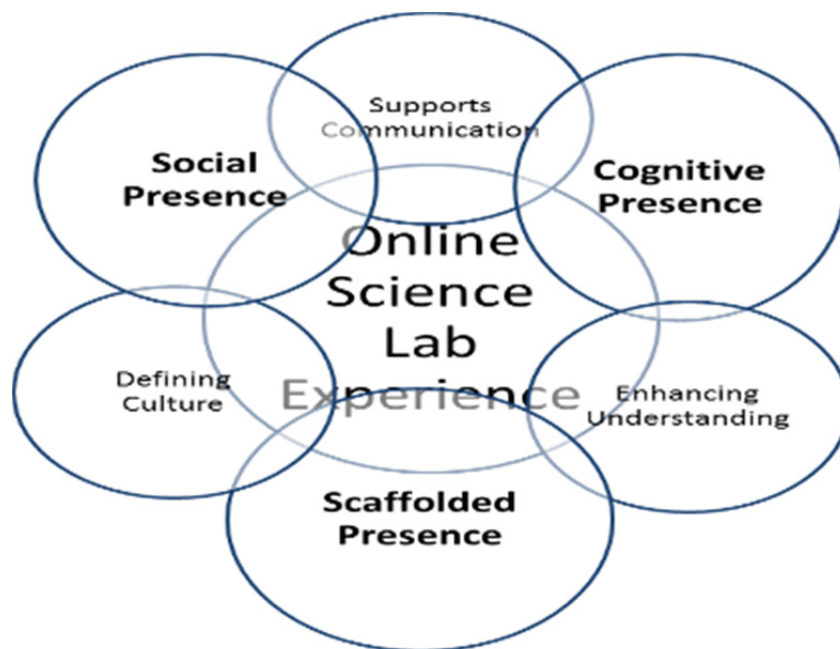 Supports
Communication
Social
Presence
Cognitive
Presence
Online
Science
Lab
Experience
Defining
Culture
Enhancing
Understanding
Scaffolded
Presence